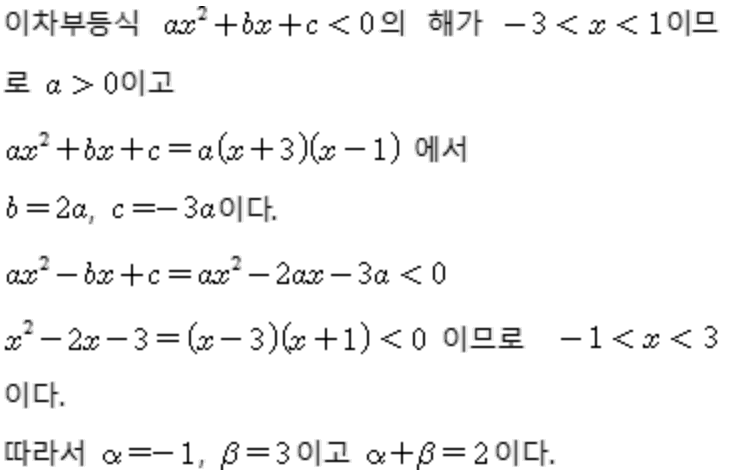 이차부등식 ax²+bx+c<0의 해가 −3<x<1이므
로 a>0이고
ax²+bx+c=a(x+3)(x−1) 에서
b=2a, c=−3a이다.
ax²−bx+c=ax²−2ax−3a<0
x²−2x−3=(x−3)(x+1)<0 이므로 −1<x<3
이다.
따라서 α=−1, β=3이고 α+β=2이다.